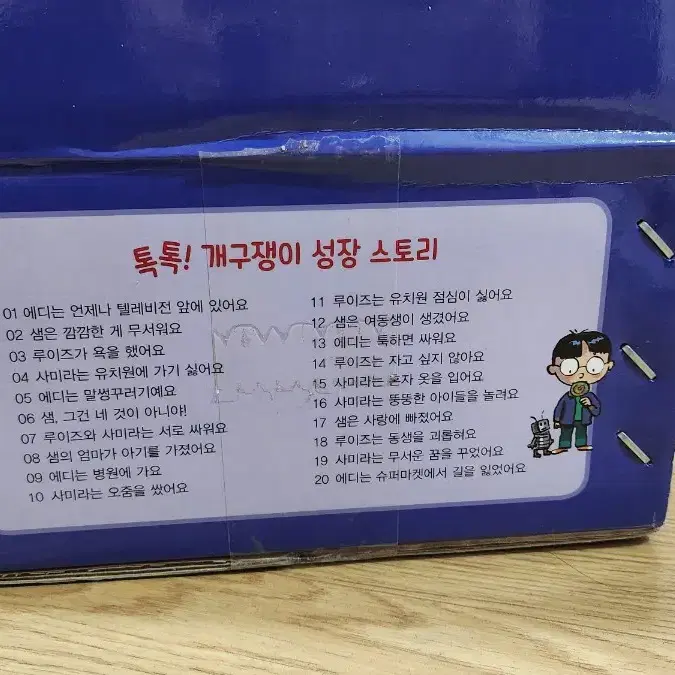 톡톡! 개구쟁이 성장 스토리
01 에디는 언제나 텔레비전 앞에 있어요
02 샘은 깜깜한 게 무서워요
03 루이즈가 욕을 했어요
04 사미라는 유치원에 가기 싫어요
05 에디는 말썽꾸러기예요
06 샘, 그건 네 것이 아니야!
07 루이즈와 사미라는 서로 싸워요
08 샘의 엄마가 아기를 가졌어요
09 에디는 병원에 가요
10 사미라는 오줌을 쌌어요
11 루이즈는 유치원 점심이 싫어요
12 샘은 여동생이 생겼어요
13 에디는 툭하면 싸워요
14 루이즈는 자고 싶지 않아요
15 사미라는 혼자 옷을 입어요
16 사미라는 뚱뚱한 아이들을 놀려요
17 샘은 사랑에 빠졌어요
18 루이즈는 동생을 괴롭혀요
19 사미라는 무서운 꿈을 꾸었어요
20 에디는 슈퍼마켓에서 길을 잃었어요